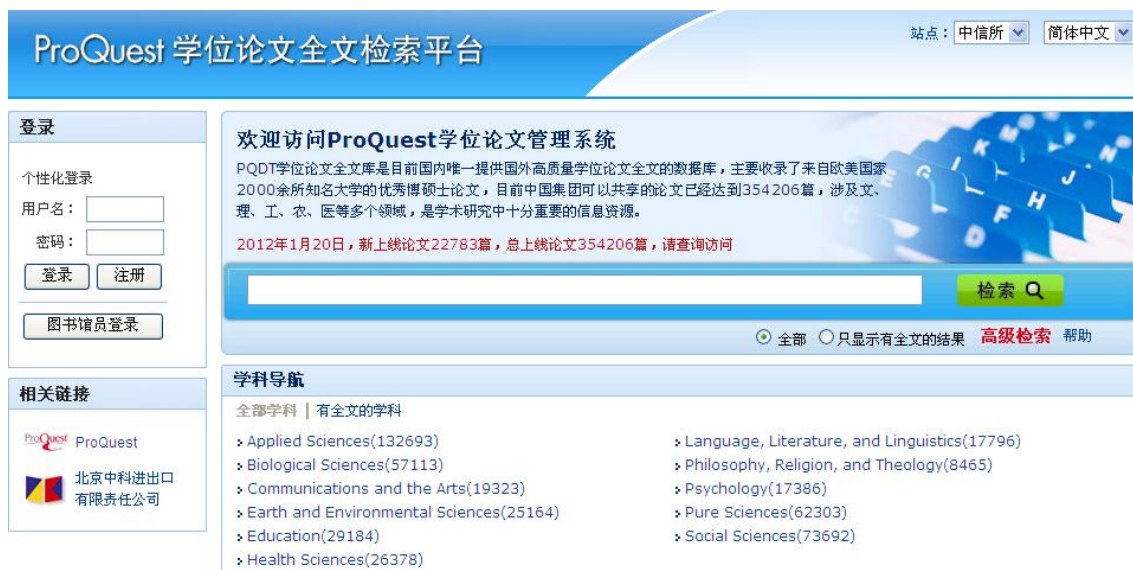 ProQuest 学位论文全文检索平台
站点：中信所 简体中文
登录
个性化登录
用户名：
密码：
登录 注册
图书馆员登录
相关链接
ProQuest ProQuest
北京中科进出口
有限责任公司
欢迎访问ProQuest学位论文管理系统
PQDT学位论文全文库是目前国内唯一提供国外高质量学位论文全文的数据库，主要收录了来自欧美国家
2000余所知名大学的优秀博硕士论文，目前中国集团可以共享的论文已经达到354206篇，涉及文、
理、工、农、医等多个领域，是学术研究中十分重要的信息资源。
2012年1月20日，新上线论文22783篇，总上线论文354206篇，请查询访问
检索
全部 只显示有全文的结果 高级检索 帮助
学科导航
全部学科 | 有全文的学科
Applied Sciences(132693)
Biological Sciences(57113)
Communications and the Arts(19323)
Earth and Environmental Sciences(25164)
Education(29184)
Health Sciences(26378)
Language, Literature, and Linguistics(17796)
Philosophy, Religion, and Theology(8465)
Psychology(17386)
Pure Sciences(62303)
Social Sciences(73692)